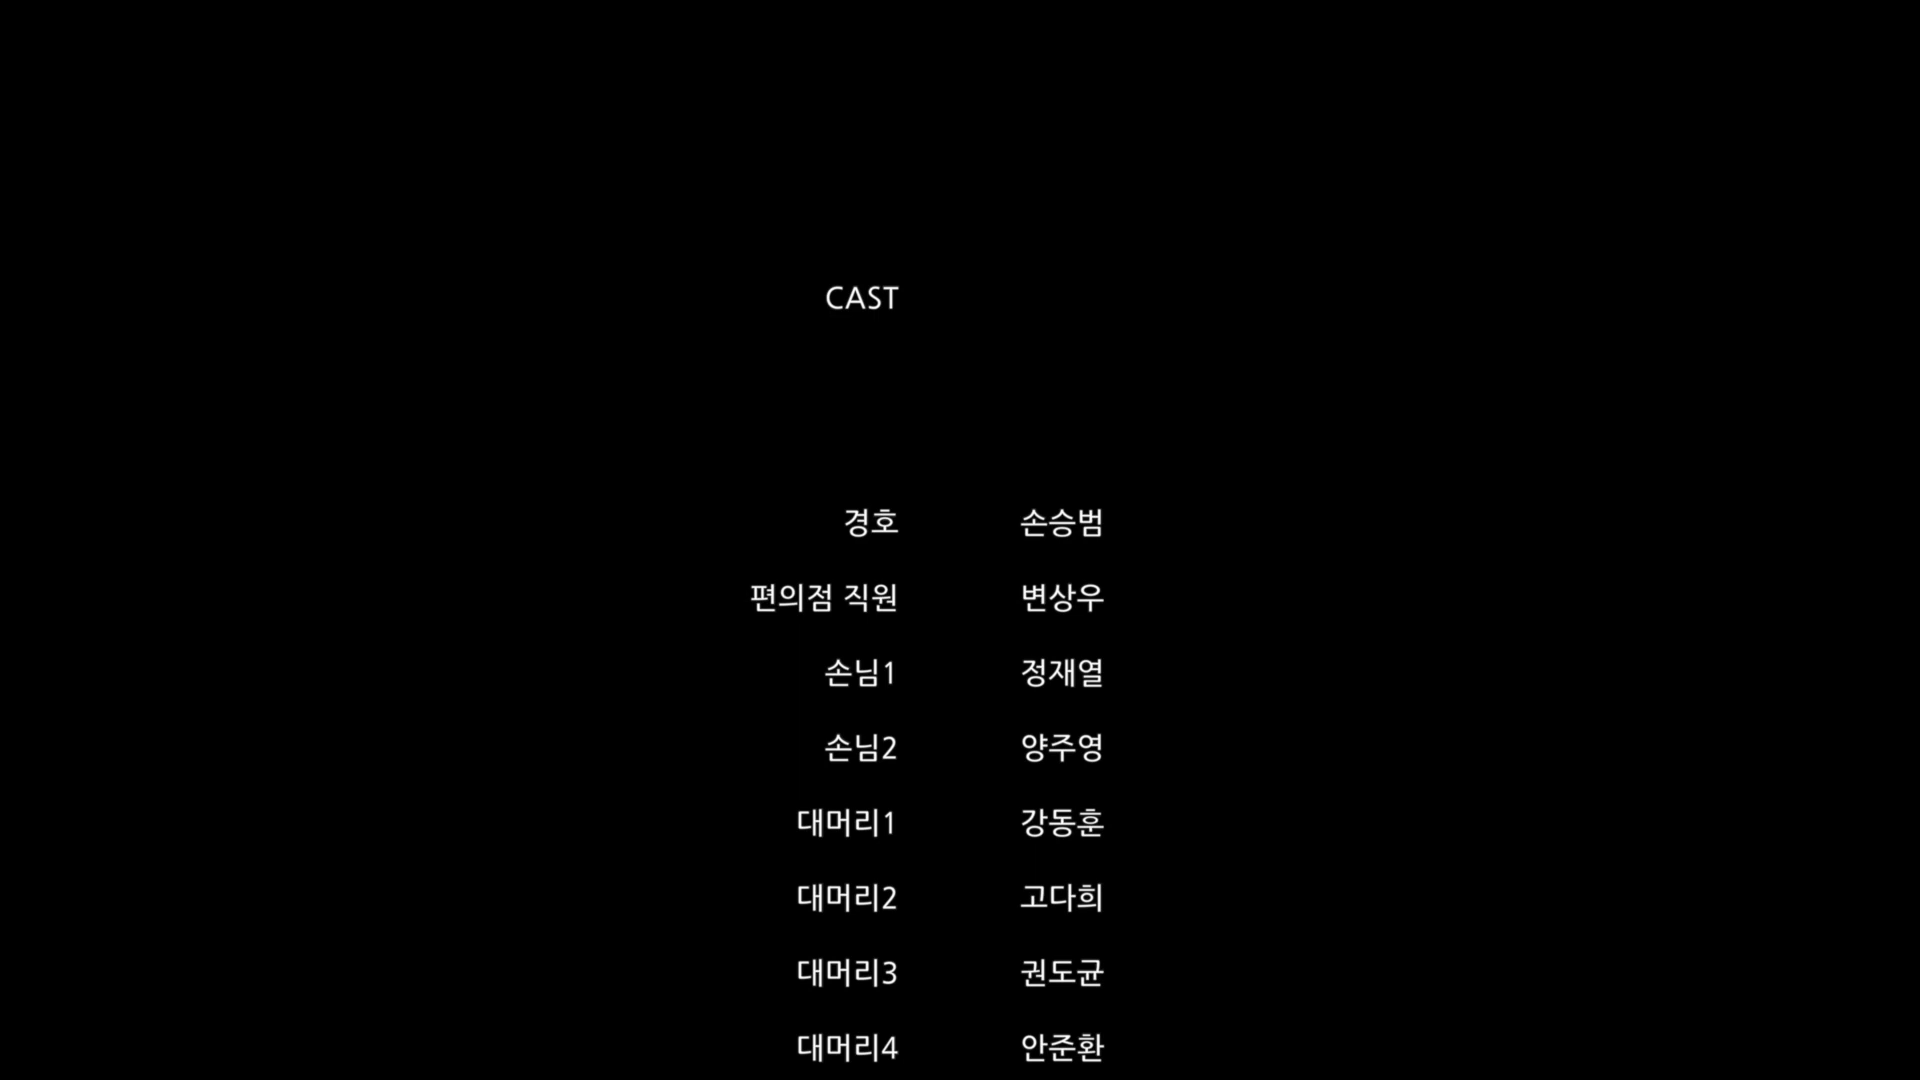 CAST
경호 손승범
편의점 직원 변상우
손님1 정재열
손님2 양주영
대머리1 강동훈
대머리2 고다희
대머리3 권도균
대머리4 안준환